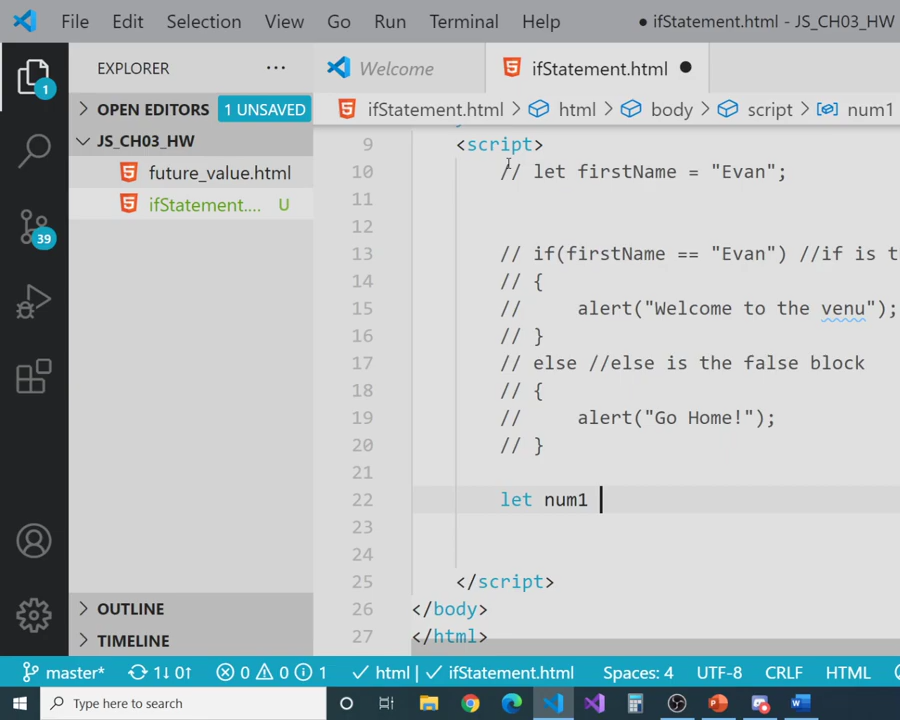 File Edit Selection View Go Run Terminal Help ● ifStatement.html - JS_CH03_HW
EXPLORER ···
Welcome ifStatement.html ●
OPEN EDITORS 1 UNSAVED
ifStatement.html > html > body > script > num1
JS_CH03_HW
future_value.html
ifStatement.... U
9 <script>
10 // let firstName = "Evan";
11
12
13 // if(firstName == "Evan") //if is t
14 // {
15 //     alert("Welcome to the venu");
16 // }
17 // else //else is the false block
18 // {
19 //     alert("Go Home!");
20 // }
21
22 let num1
23
24
25 </script>
26 </body>
27 </html>
1
39
OUTLINE
TIMELINE
master* 1↓ 0↑ 0 0 1 html | ifStatement.html Spaces: 4 UTF-8 CRLF HTML
Type here to search